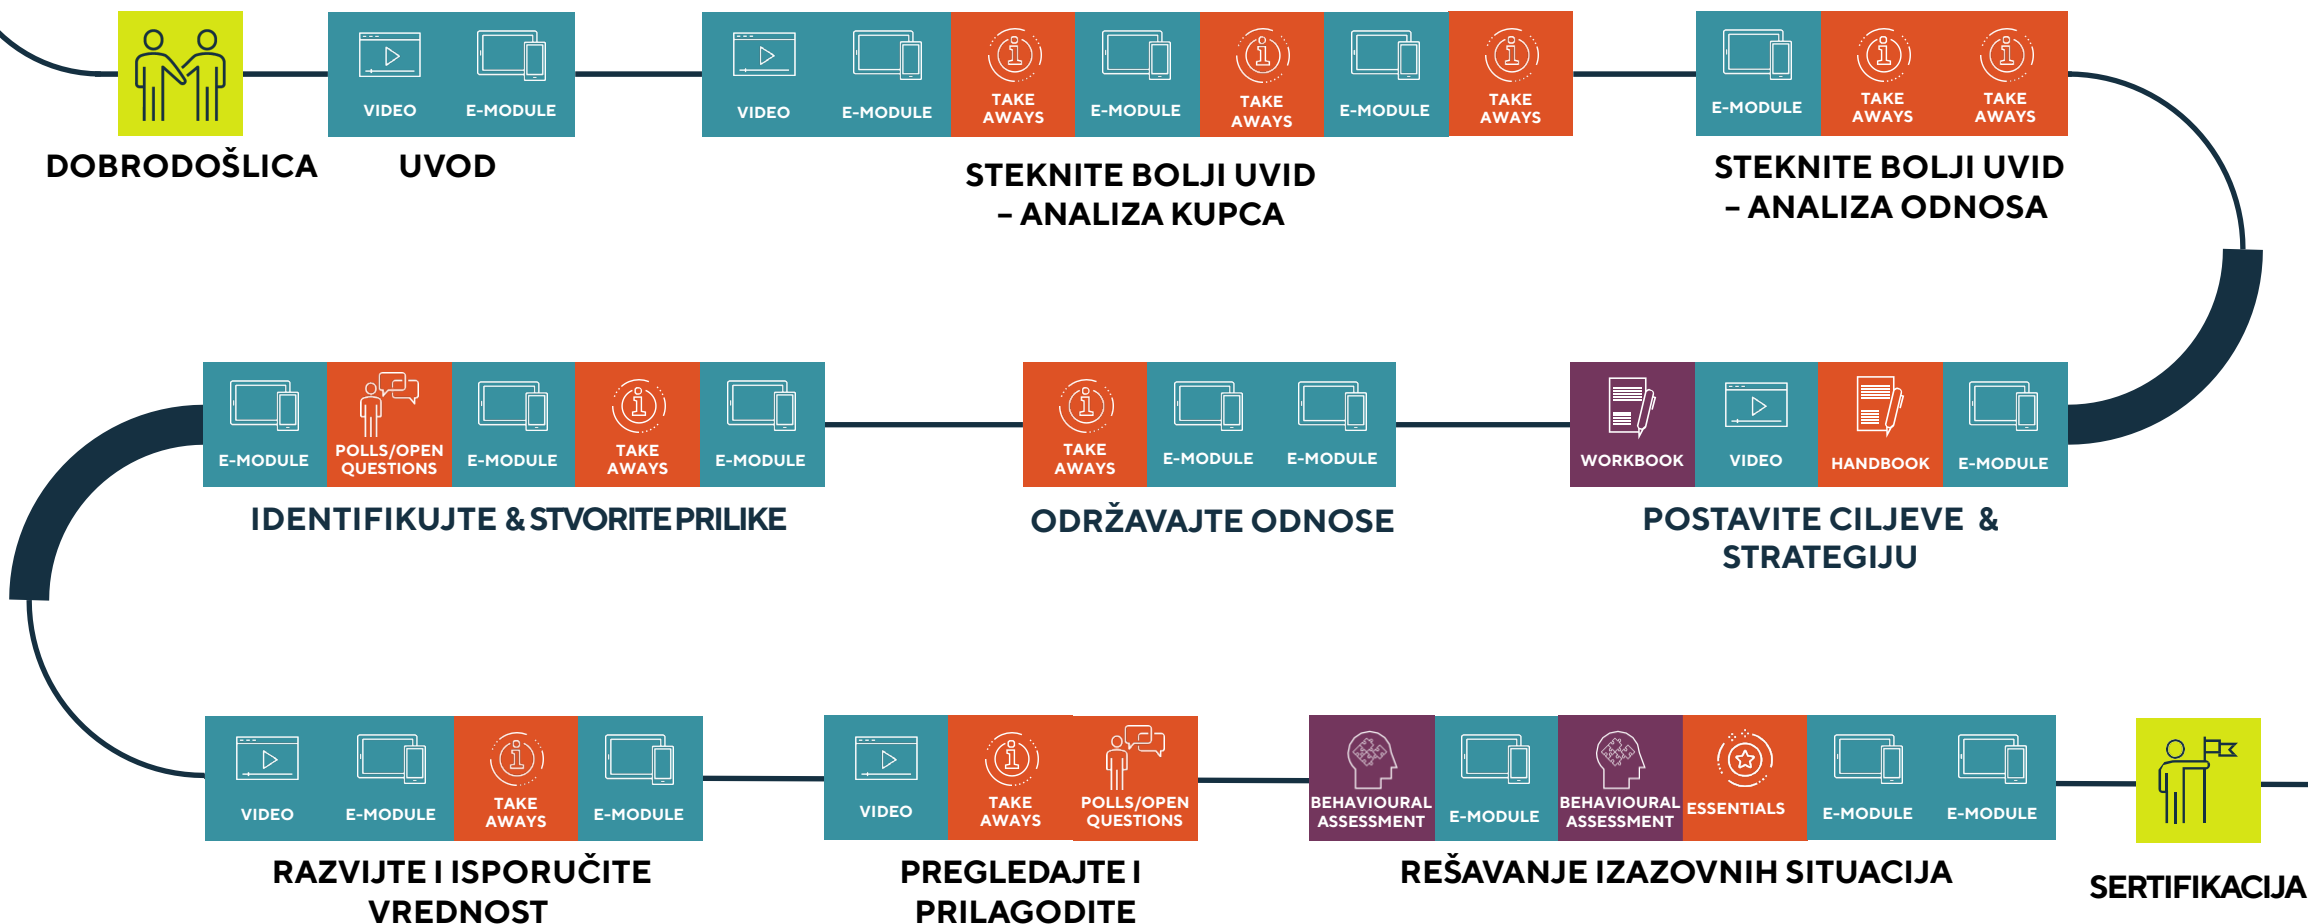 VIDEO
E-MODULE
VIDEO
E-MODULE
TAKE
AWAYS
E-MODULE
TAKE
AWAYS
E-MODULE
TAKE
AWAYS
E-MODULE
TAKE
AWAYS
TAKE
AWAYS
DOBRODOŠLICA
UVOD
STEKNITE BOLJI UVID
– ANALIZA KUPCA
STEKNITE BOLJI UVID
– ANALIZA ODNOSA
E-MODULE
POLLS/OPEN
QUESTIONS
E-MODULE
TAKE
AWAYS
E-MODULE
TAKE
AWAYS
E-MODULE
E-MODULE
WORKBOOK
VIDEO
HANDBOOK
E-MODULE
IDENTIFIKUJTE & STVORITE PRILIKE
ODRŽAVAJTE ODNOSE
POSTAVITE CILJEVE &
STRATEGIJU
VIDEO
E-MODULE
TAKE
AWAYS
E-MODULE
VIDEO
TAKE
AWAYS
POLLS/OPEN
QUESTIONS
BEHAVIOURAL
ASSESSMENT
E-MODULE
BEHAVIOURAL
ASSESSMENT
ESSENTIALS
E-MODULE
E-MODULE
RAZVIJTE I ISPORUČITE
VREDNOST
PREGLEDAJTE I
PRILAGODITE
REŠAVANJE IZAZOVNIH SITUACIJA
SERTIFIKACIJA